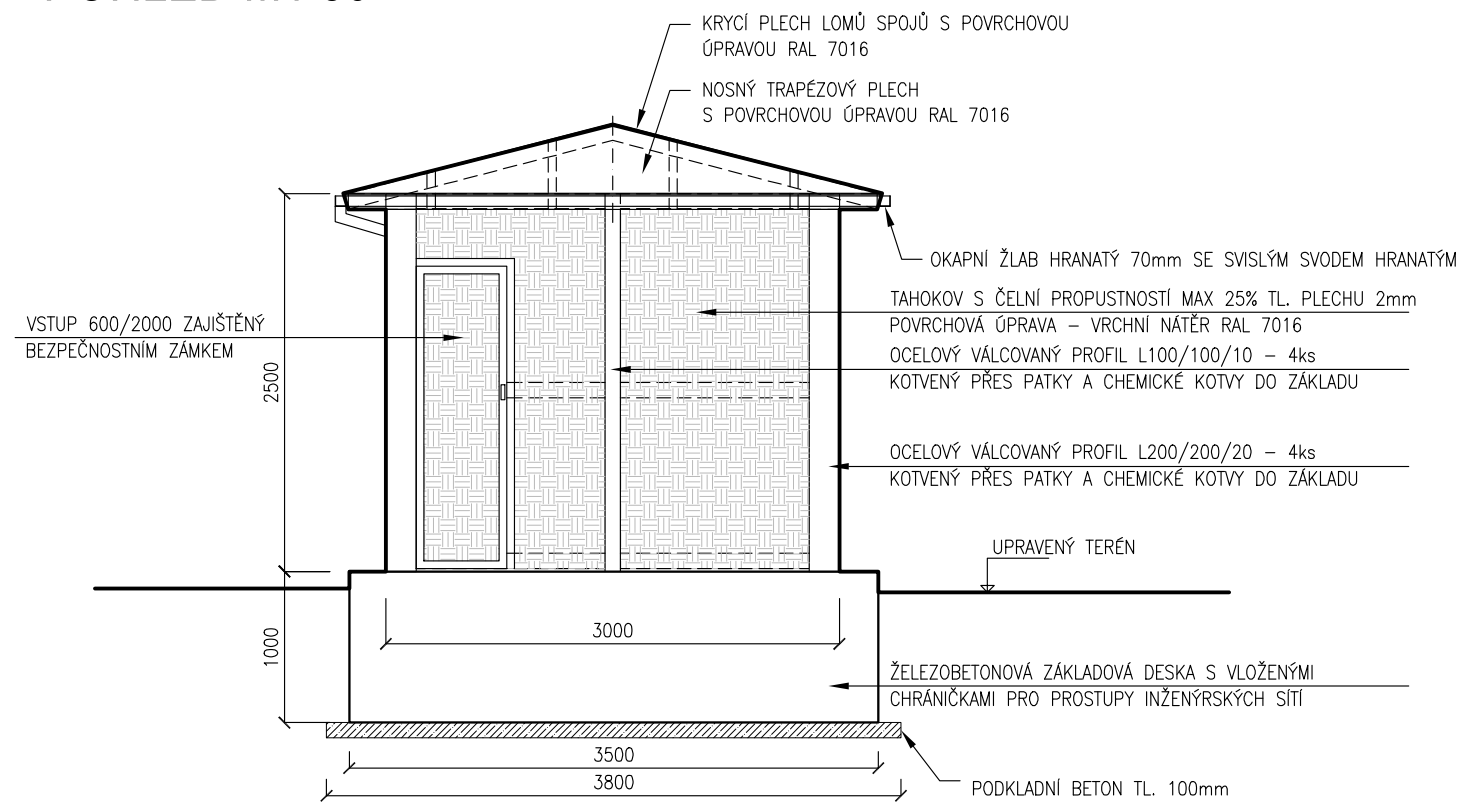 KRYCÍ PLECH LOMŮ SPOJŮ S POVRCHOVOU
ÚPRAVOU RAL 7016
NOSNÝ TRAPÉZOVÝ PLECH
S POVRCHOVOU ÚPRAVOU RAL 7016
OKAPNÍ ŽLAB HRANATÝ 70mm SE SVISLÝM SVODEM HRANATÝM
TAHOKOV S ČELNÍ PROPUSTNOSTÍ MAX 25% TL. PLECHU 2mm
POVRCHOVÁ ÚPRAVA – VRCHNÍ NÁTĚR RAL 7016
VSTUP 600/2000 ZAJIŠTĚNÝ
BEZPEČNOSTNÍM ZÁMKEM
OCELOVÝ VÁLCOVANÝ PROFIL L100/100/10 – 4ks
KOTVENÝ PŘES PATKY A CHEMICKÉ KOTVY DO ZÁKLADU
2500
OCELOVÝ VÁLCOVANÝ PROFIL L200/200/20 – 4ks
KOTVENÝ PŘES PATKY A CHEMICKÉ KOTVY DO ZÁKLADU
UPRAVENÝ TERÉN
1000
3000
ŽELEZOBETONOVÁ ZÁKLADOVÁ DESKA S VLOŽENÝMI
CHRÁNIČKAMI PRO PROSTUPY INŽENÝRSKÝCH SÍTÍ
3500
3800
PODKLADNÍ BETON TL. 100mm